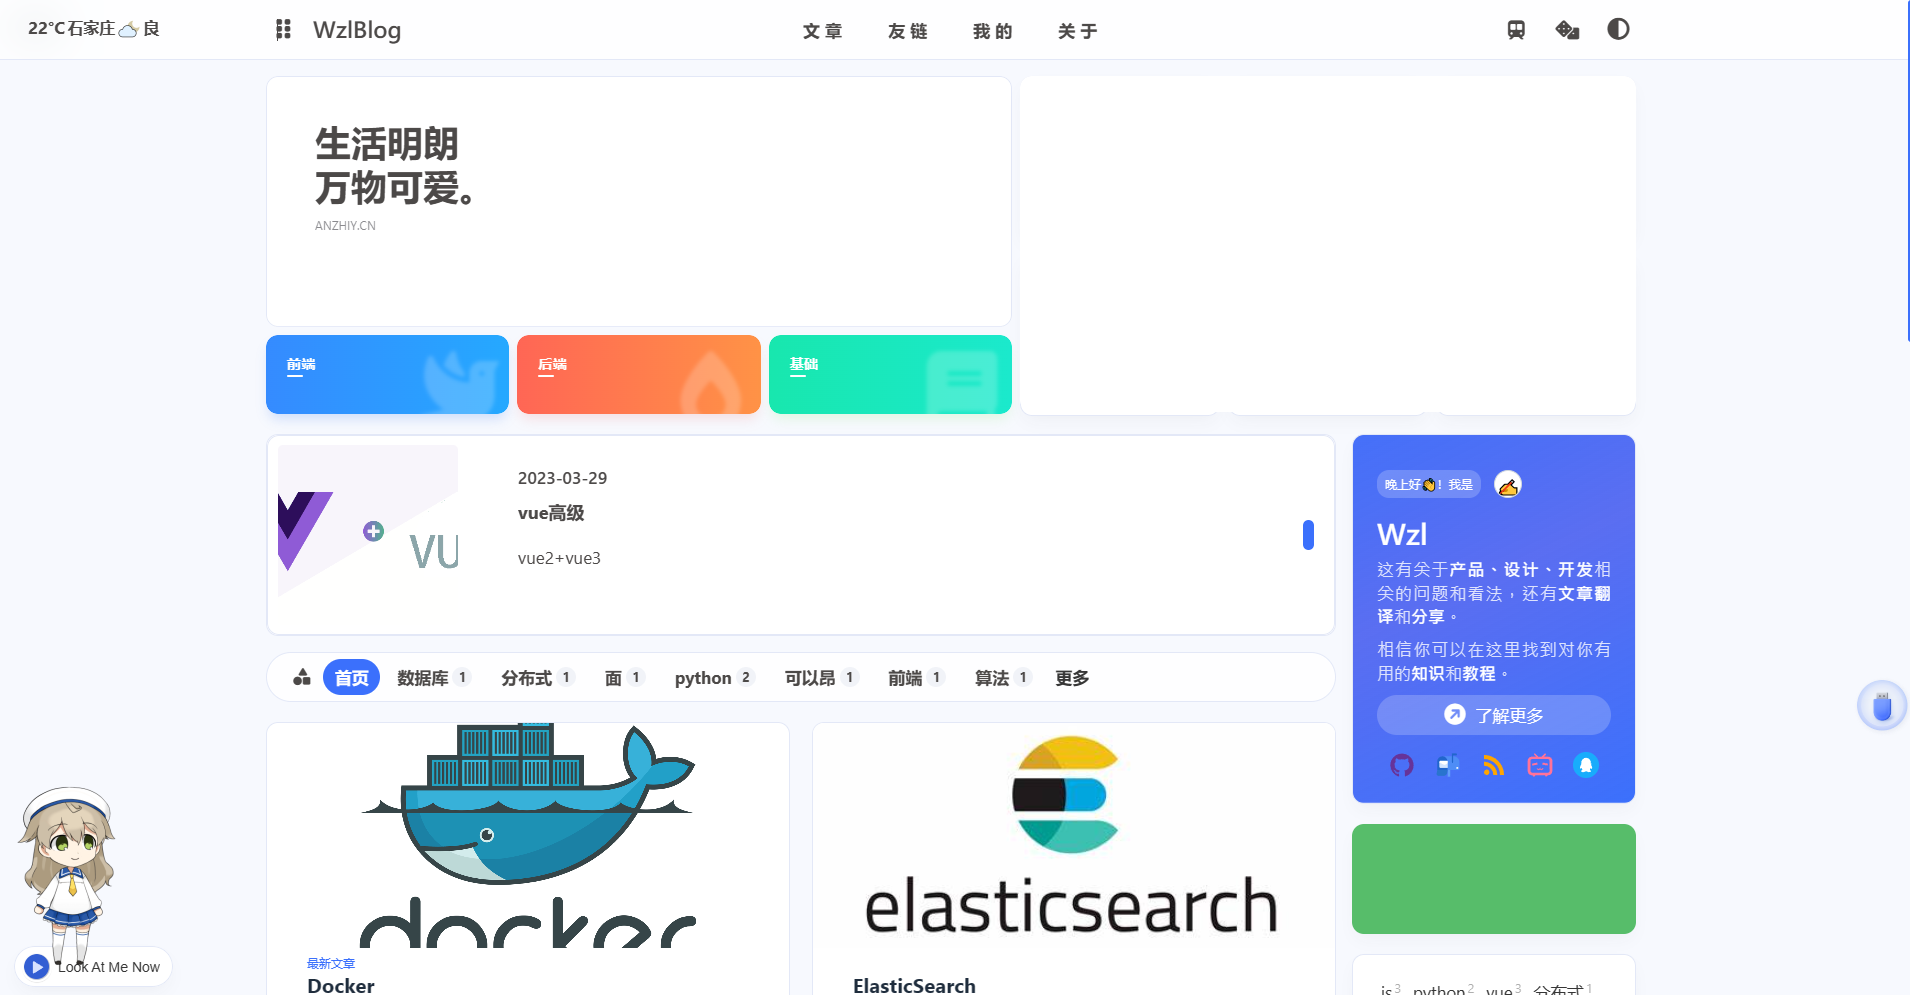 22℃ 石家庄 良
WzlBlog
文章
友链
我的
关于
生活明朗
万物可爱。
ANZHIY.CN
前端
后端
基础
2023-03-29
vue高级
vue2+vue3
VU
晚上好👏！我是
Wzl
这有关于产品、设计、开发相
关的问题和看法，还有文章翻
译和分享。
相信你可以在这里找到对你有
用的知识和教程。
了解更多
首页 数据库 1 分布式 1 面 1 python 2 可以昂 1 前端 1 算法 1 更多
docker
elasticsearch
最新文章
Docker
ElasticSearch
Look At Me Now
js 3 python 2 vue 3 分布式 1